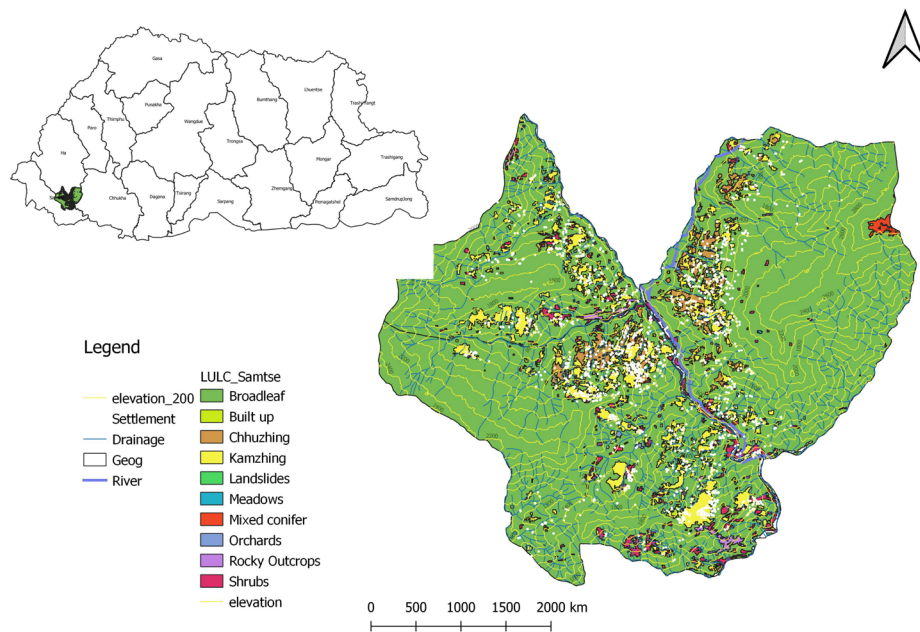 Gasa
Lhuentse
Punakha
Bumthang
Trashi
Thimphu
Wangdue
Paro
Trongsa
Ha
Mongar
Trashigang
Zhemgang
Chhukha
Dagana
Tsirang
Sarpang
Pemagatshel
Samdrupjong
Legend
elevation_200
Settlement
Drainage
Geog
River
LULC_Samtse
Broadleaf
Built up
Chhuzhing
Kamzhing
Landslides
Meadows
Mixed conifer
Orchards
Rocky Outcrops
Shrubs
elevation
0 500 1000 1500 2000 km